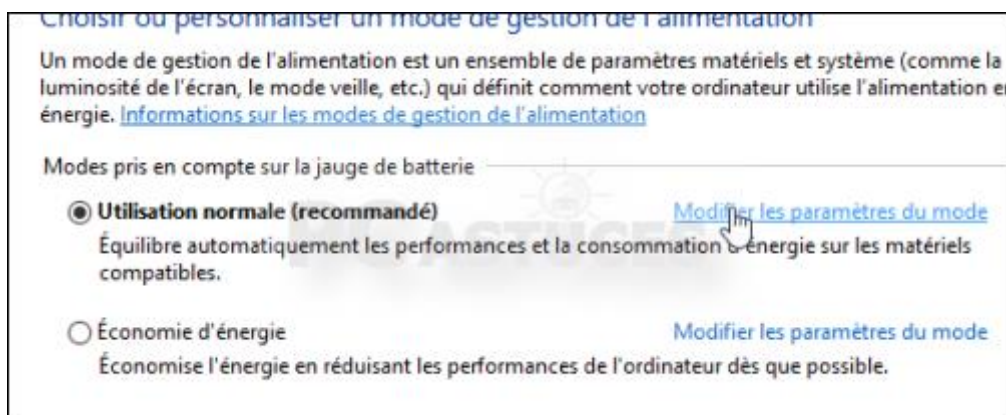 Choisir ou personnaliser un mode de gestion de l'alimentation
Un mode de gestion de l'alimentation est un ensemble de paramètres matériels et système (comme la
luminosité de l'écran, le mode veille, etc.) qui définit comment votre ordinateur utilise l'alimentation en
énergie. Informations sur les modes de gestion de l'alimentation
Modes pris en compte sur la jauge de batterie
Utilisation normale (recommandé) Modifier les paramètres du mode
Équilibre automatiquement les performances et la consommation d'énergie sur les matériels
compatibles.
PC ASTUCES
Économie d'énergie Modifier les paramètres du mode
Économise l'énergie en réduisant les performances de l'ordinateur dès que possible.